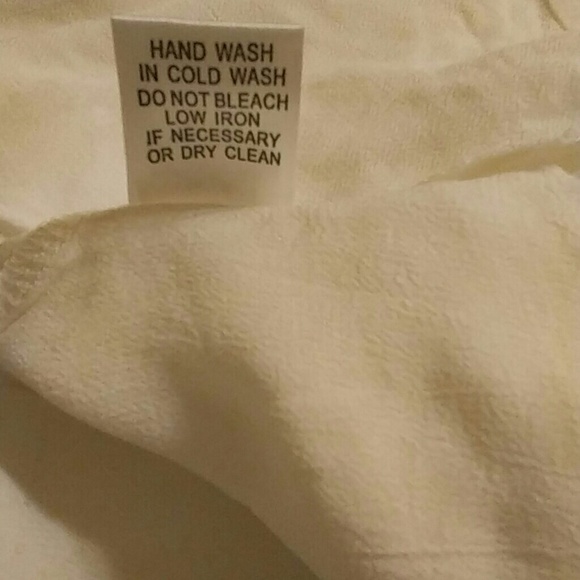 HAND WASH
IN COLD WASH
DO NOT BLEACH
LOW IRON
IF NECESSARY
OR DRY CLEAN